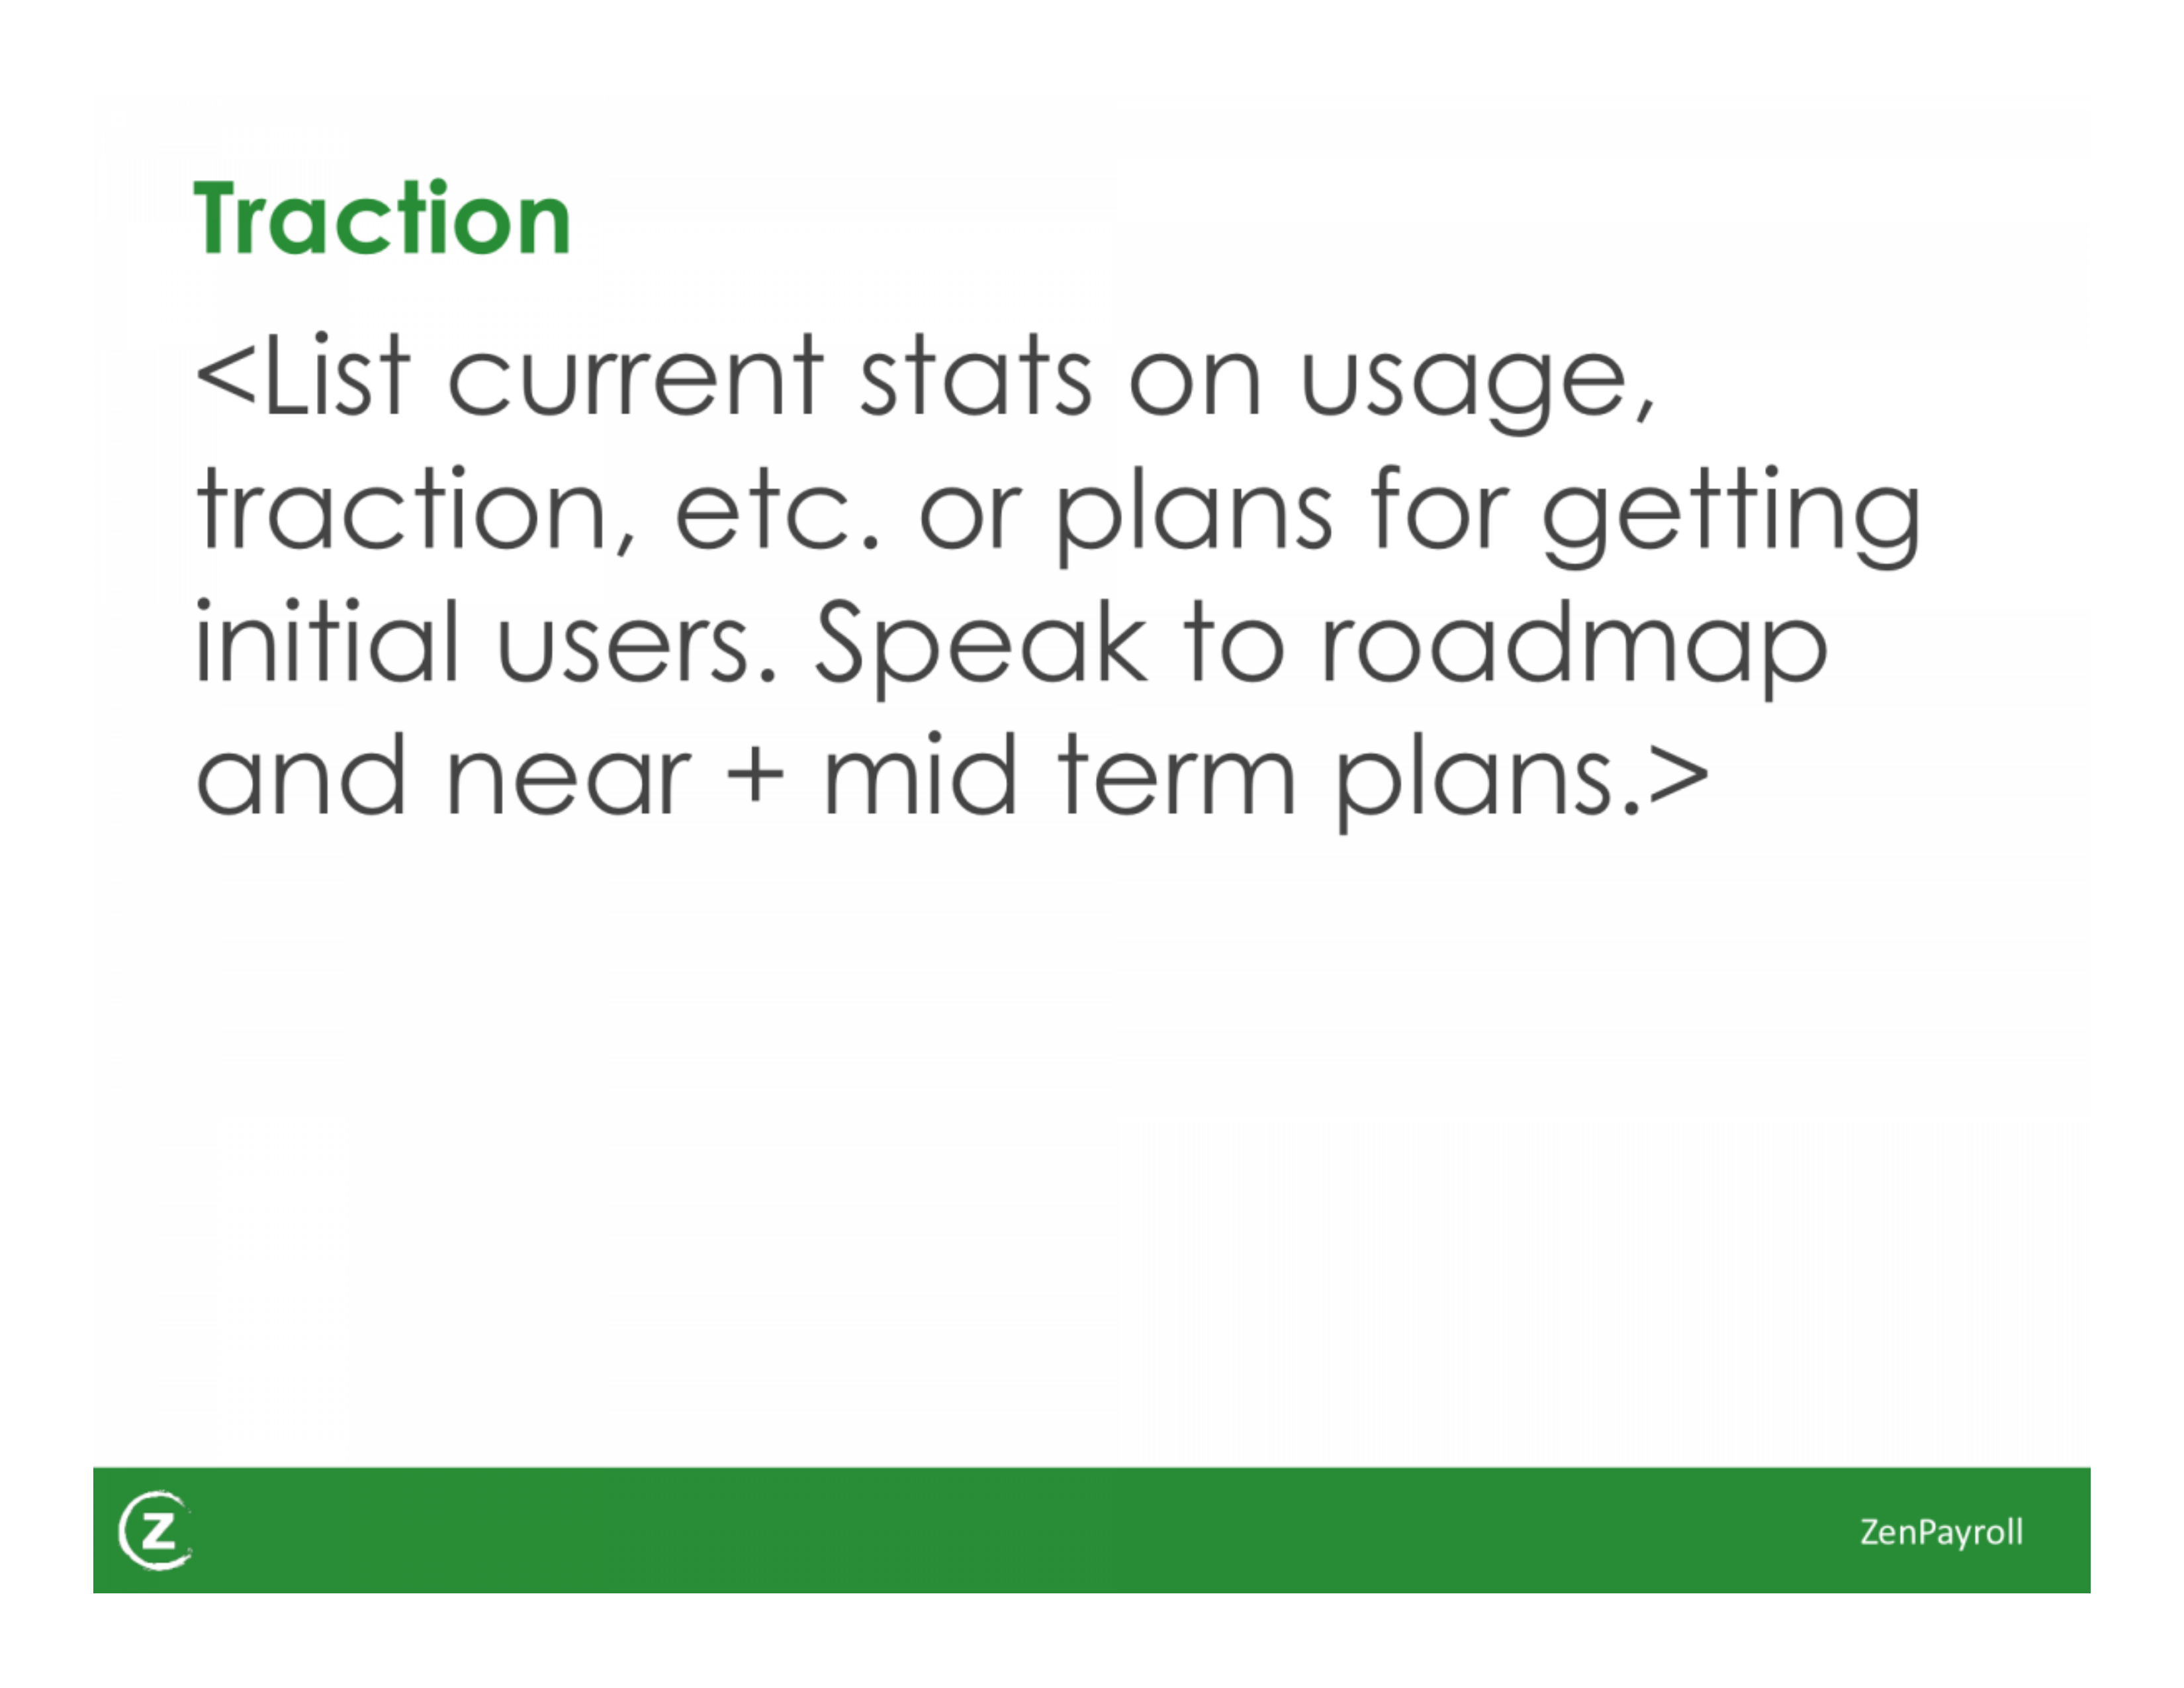 Traction
<List current stats on usage,
traction, etc. or plans for getting
initial users. Speak to roadmap
and near + mid term plans.>
Z
ZenPayroll